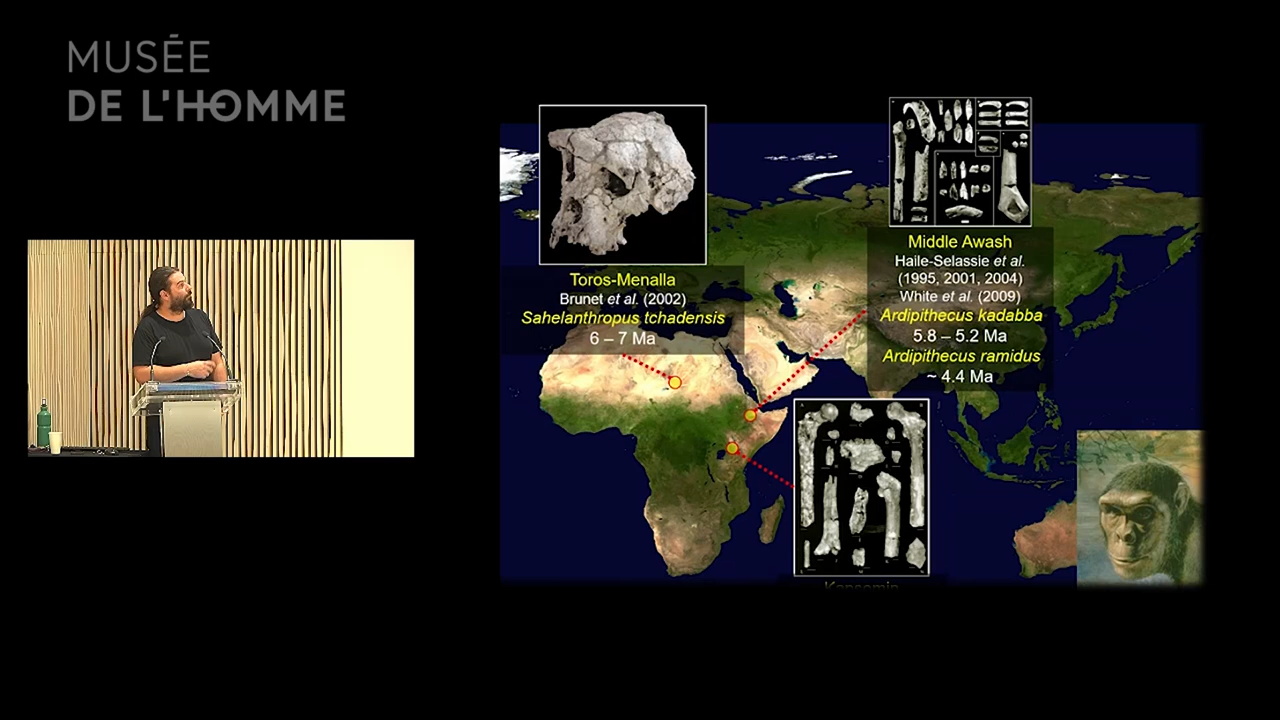 MUSÉE
DE L'HOMME
Toros-Menalla
Brunet et al. (2002)
Sahelanthropus tchadensis
6 – 7 Ma
Middle Awash
Haile-Selassie et al.
(1995, 2001, 2004)
White et al. (2009)
Ardipithecus kadabba
5.8 – 5.2 Ma
Ardipithecus ramidus
~ 4.4 Ma